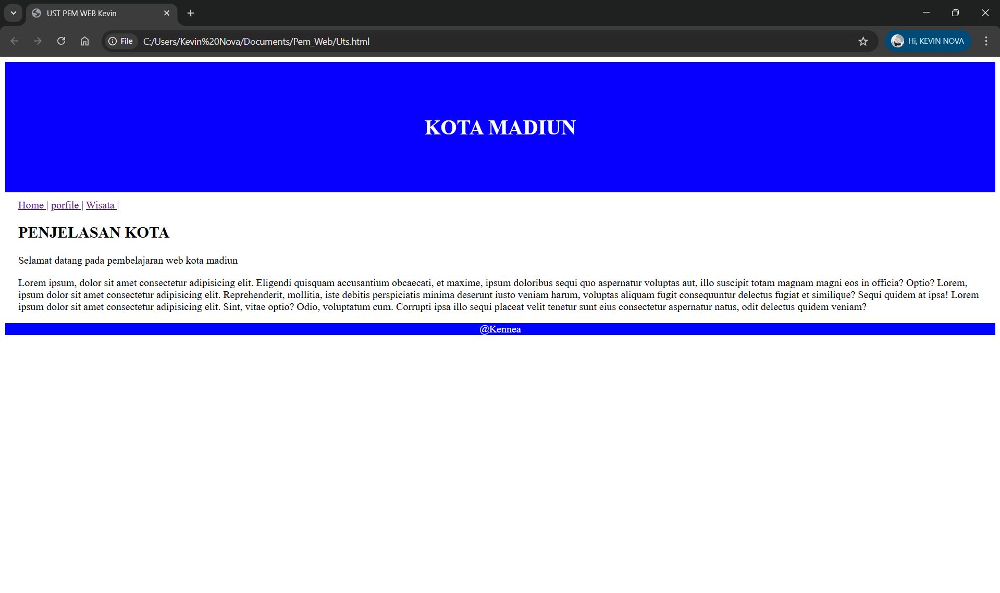 UST PEM WEB Kevin
File C:/Users/Kevin%20Nova/Documents/Pem_Web/Uts.html
Hi, KEVIN NOVA
KOTA MADIUN
Home | porfile | Wisata |
PENJELASAN KOTA
Selamat datang pada pembelajaran web kota madiun
Lorem ipsum, dolor sit amet consectetur adipisicing elit. Eligendi quisquam accusantium obcaecati, et maxime, ipsum doloribus sequi quo aspernatur voluptas aut, illo suscipit totam magnam magni eos in officia? Optio? Lorem,
ipsum dolor sit amet consectetur adipisicing elit. Reprehenderit, mollitia, iste debitis perspiciatis minima deserunt iusto veniam harum, voluptas aliquam fugit consequuntur delectus fugiat et similique? Sequi quidem at ipsa! Lorem
ipsum dolor sit amet consectetur adipisicing elit. Sint, vitae optio? Odio, voluptatum cum. Corrupti ipsa illo sequi placeat velit tenetur sunt eius consectetur aspernatur natus, odit delectus quidem veniam?
@Kennea